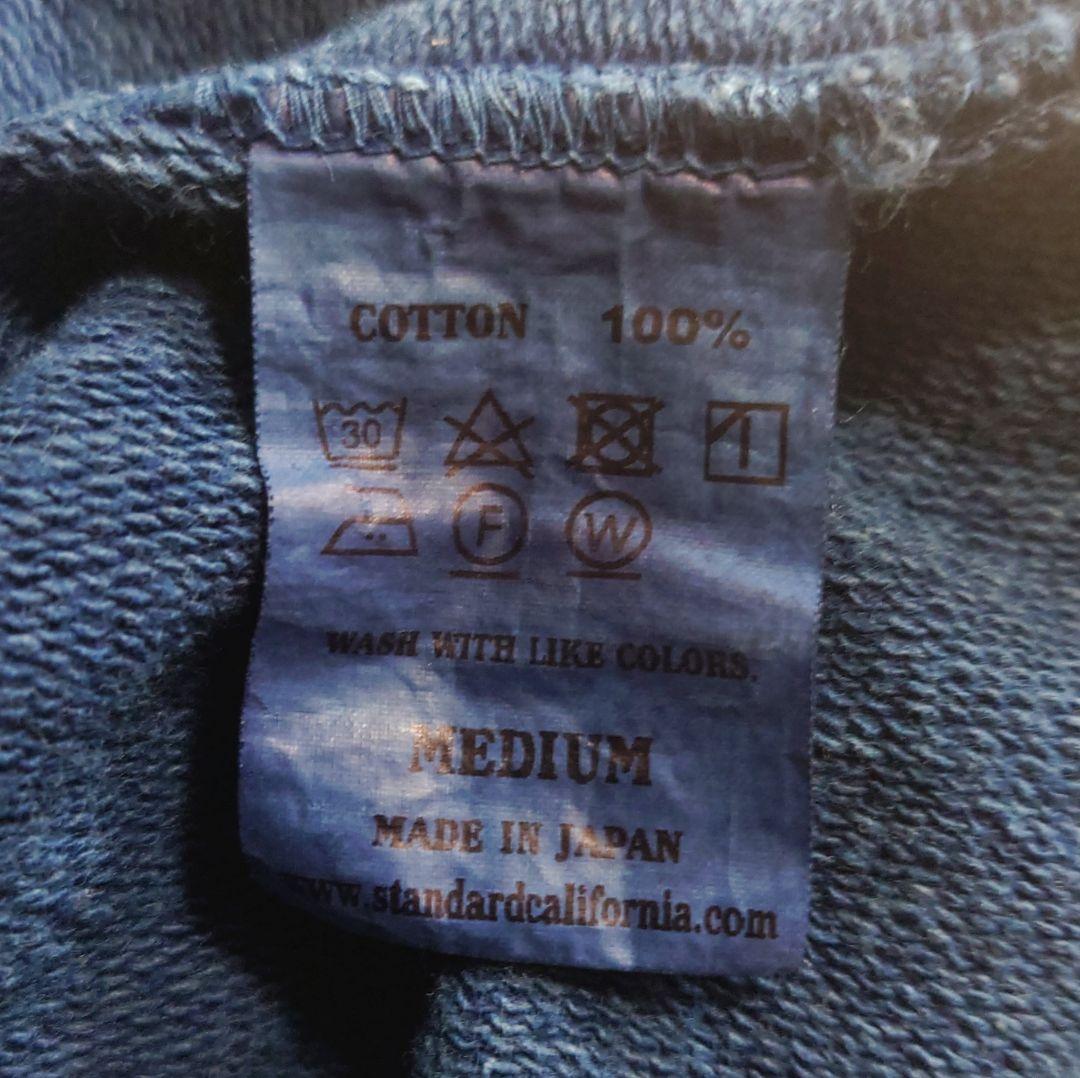 COTTON 100%
30
F W
WASH WITH LIKE COLORS.
MEDIUM
MADE IN JAPAN
www.standardcalifornia.com